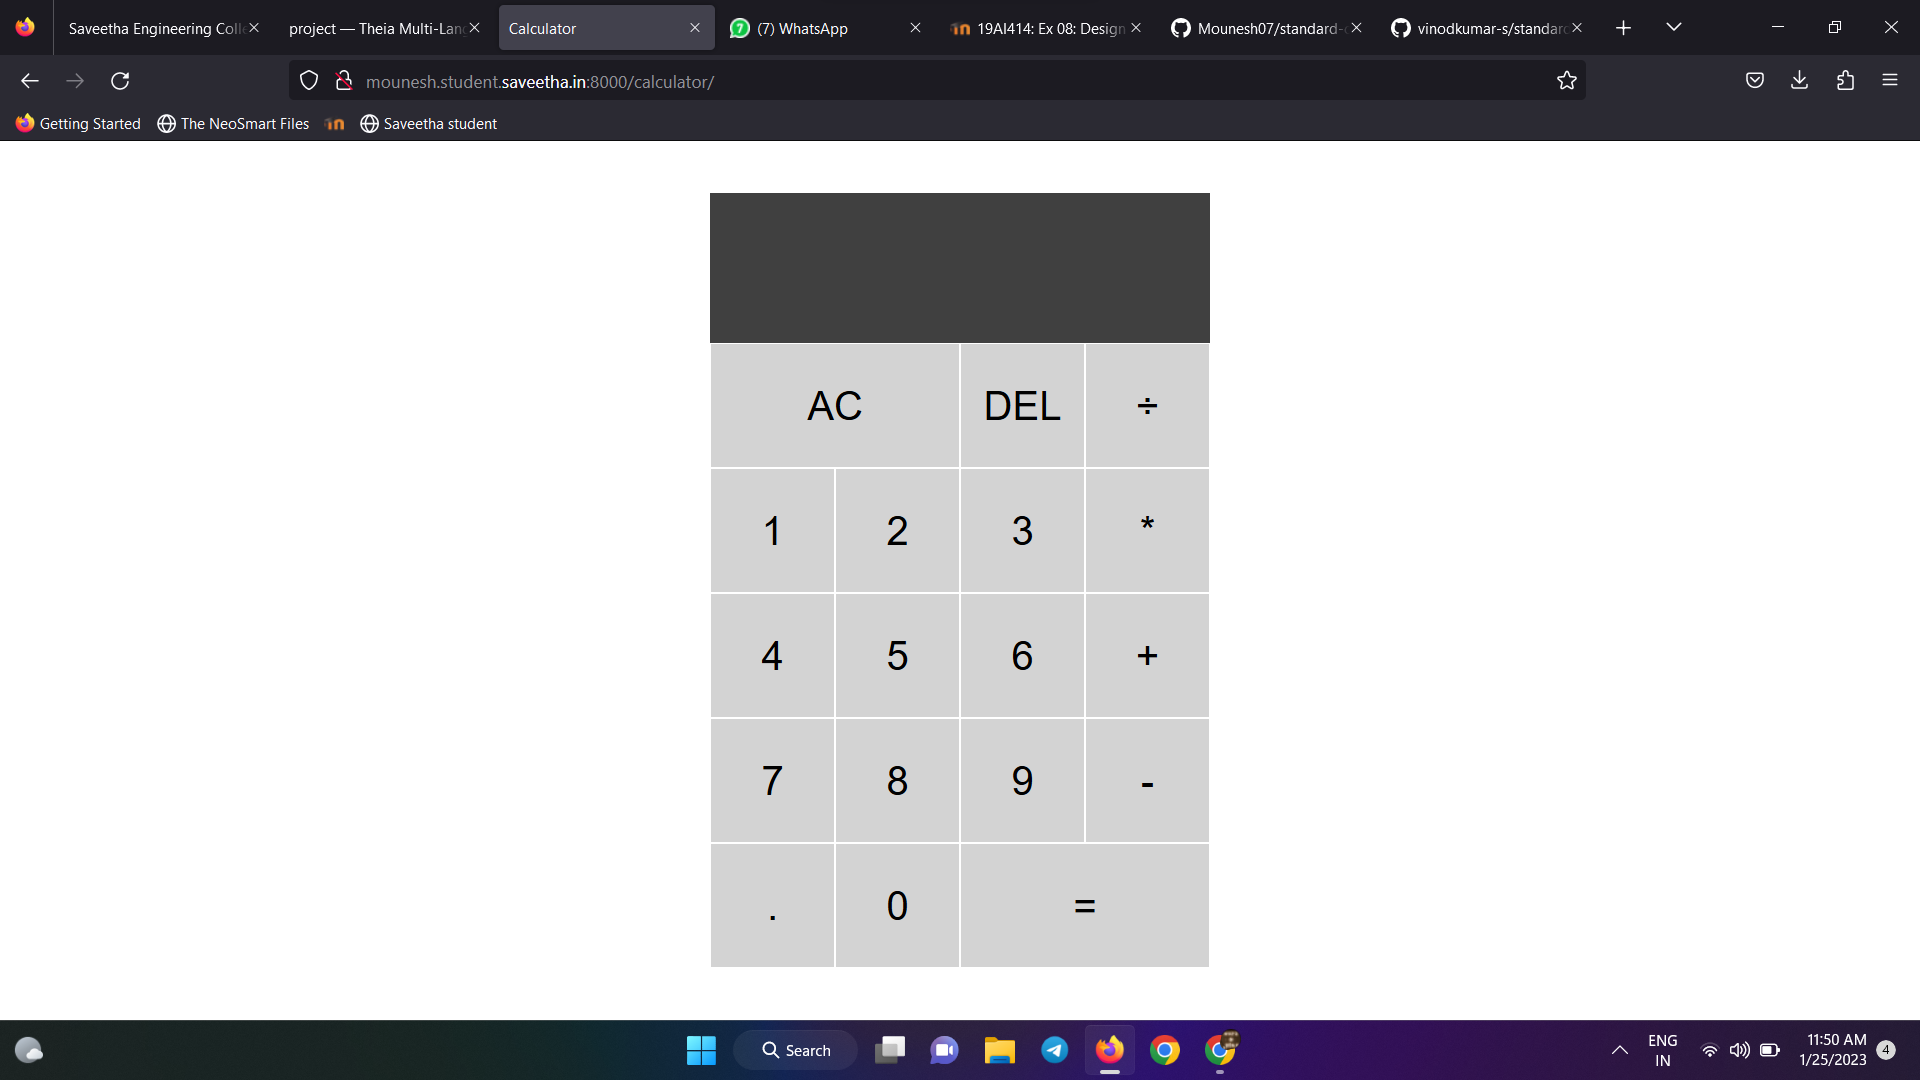 Saveetha Engineering Coll
project — Theia Multi-Lang
Calculator
(7) WhatsApp
19AI414: Ex 08: Design
Mounesh07/standard-c
vinodkumar-s/standard
mounesh.student.saveetha.in:8000/calculator/
Getting Started
The NeoSmart Files
Saveetha student
AC DEL ÷
1 2 3 *
4 5 6 +
7 8 9 -
. 0 =
Search
ENG
IN
11:50 AM
1/25/2023
4